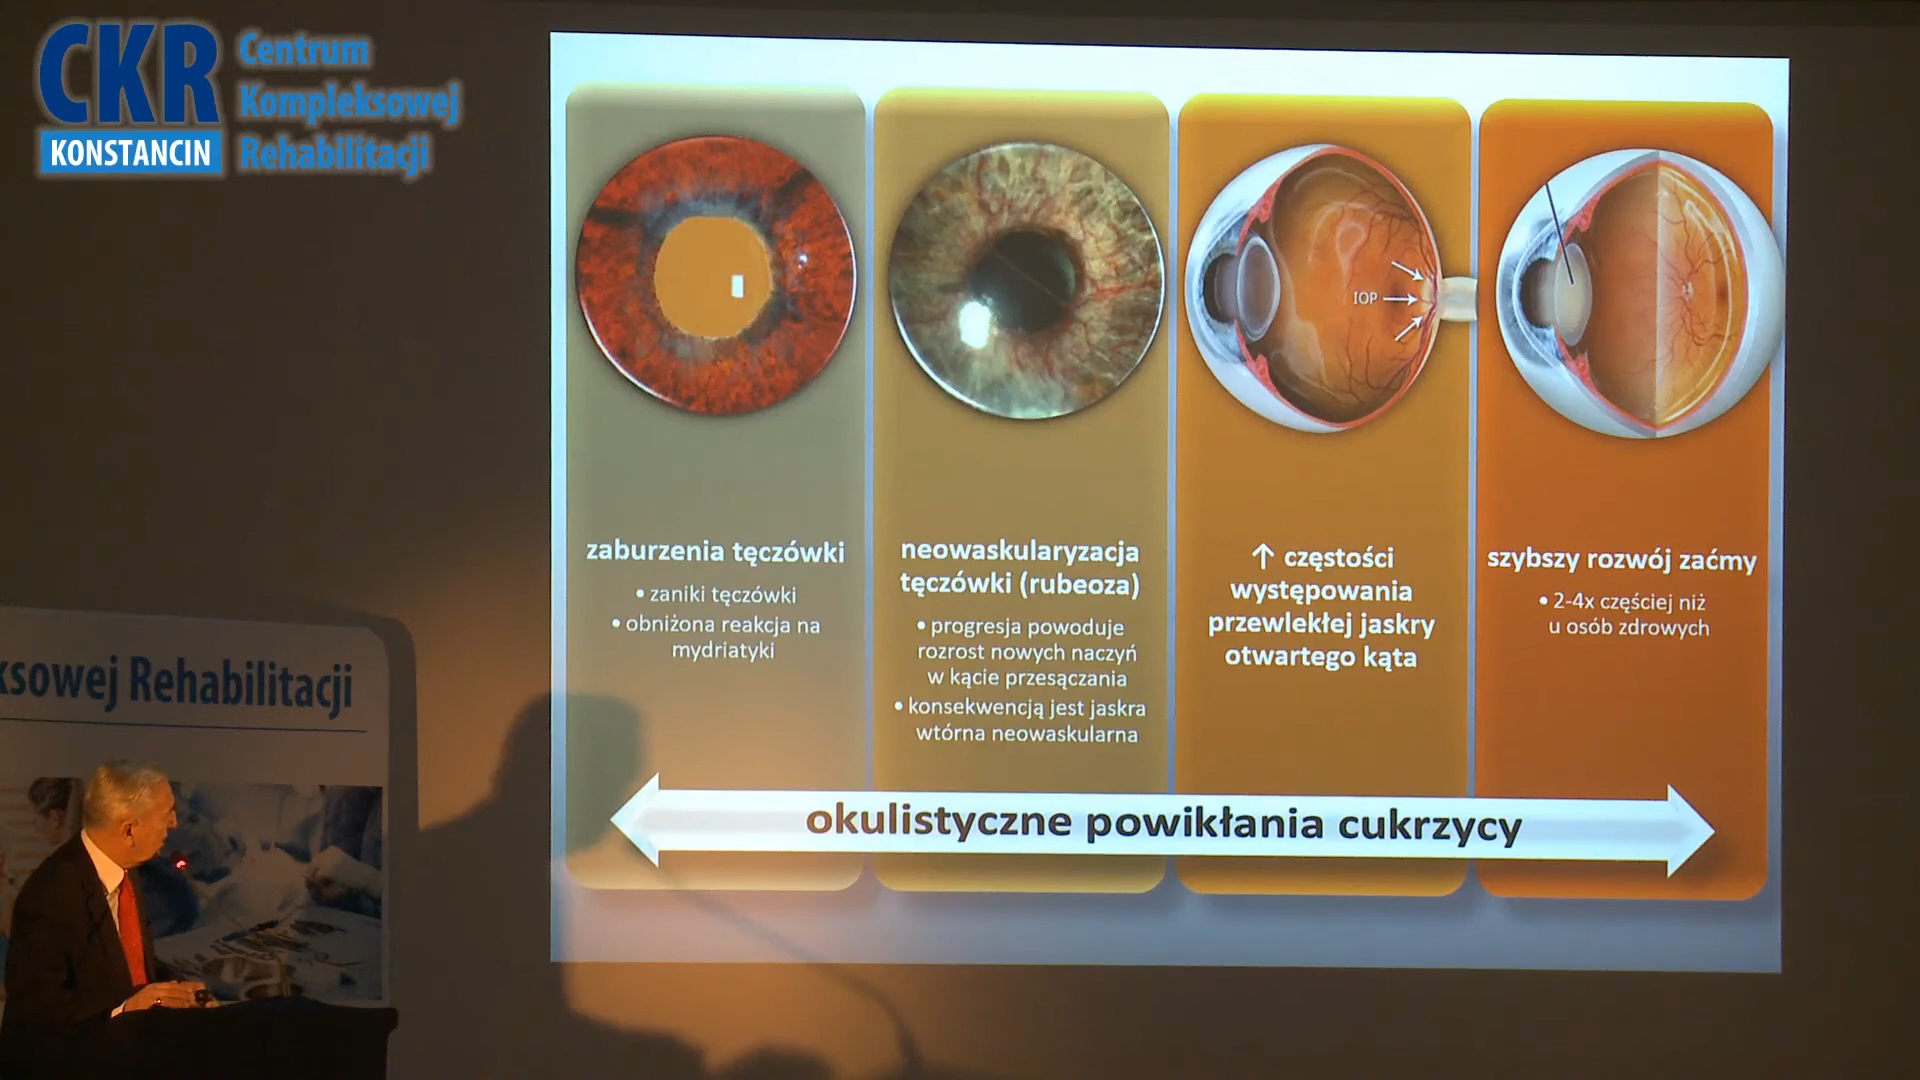 CKR
KONSTANCIN
Centrum
Kompleksowej
Rehabilitacji
IOP
zaburzenia tęczówki
• zaniki tęczówki
• obniżona reakcja na
mydriatyki
neowaskularyzacja
tęczówki (rubeoza)
• progresja powoduje
rozrost nowych naczyń
w kącie przesączania
• konsekwencją jest jaskra
wtórna neowaskularna
↑ częstości
występowania
przewlekłej jaskry
otwartego kąta
szybszy rozwój zaćmy
• 2-4x częściej niż
u osób zdrowych
okulistyczne powikłania cukrzycy
ksowej Rehabilitacji